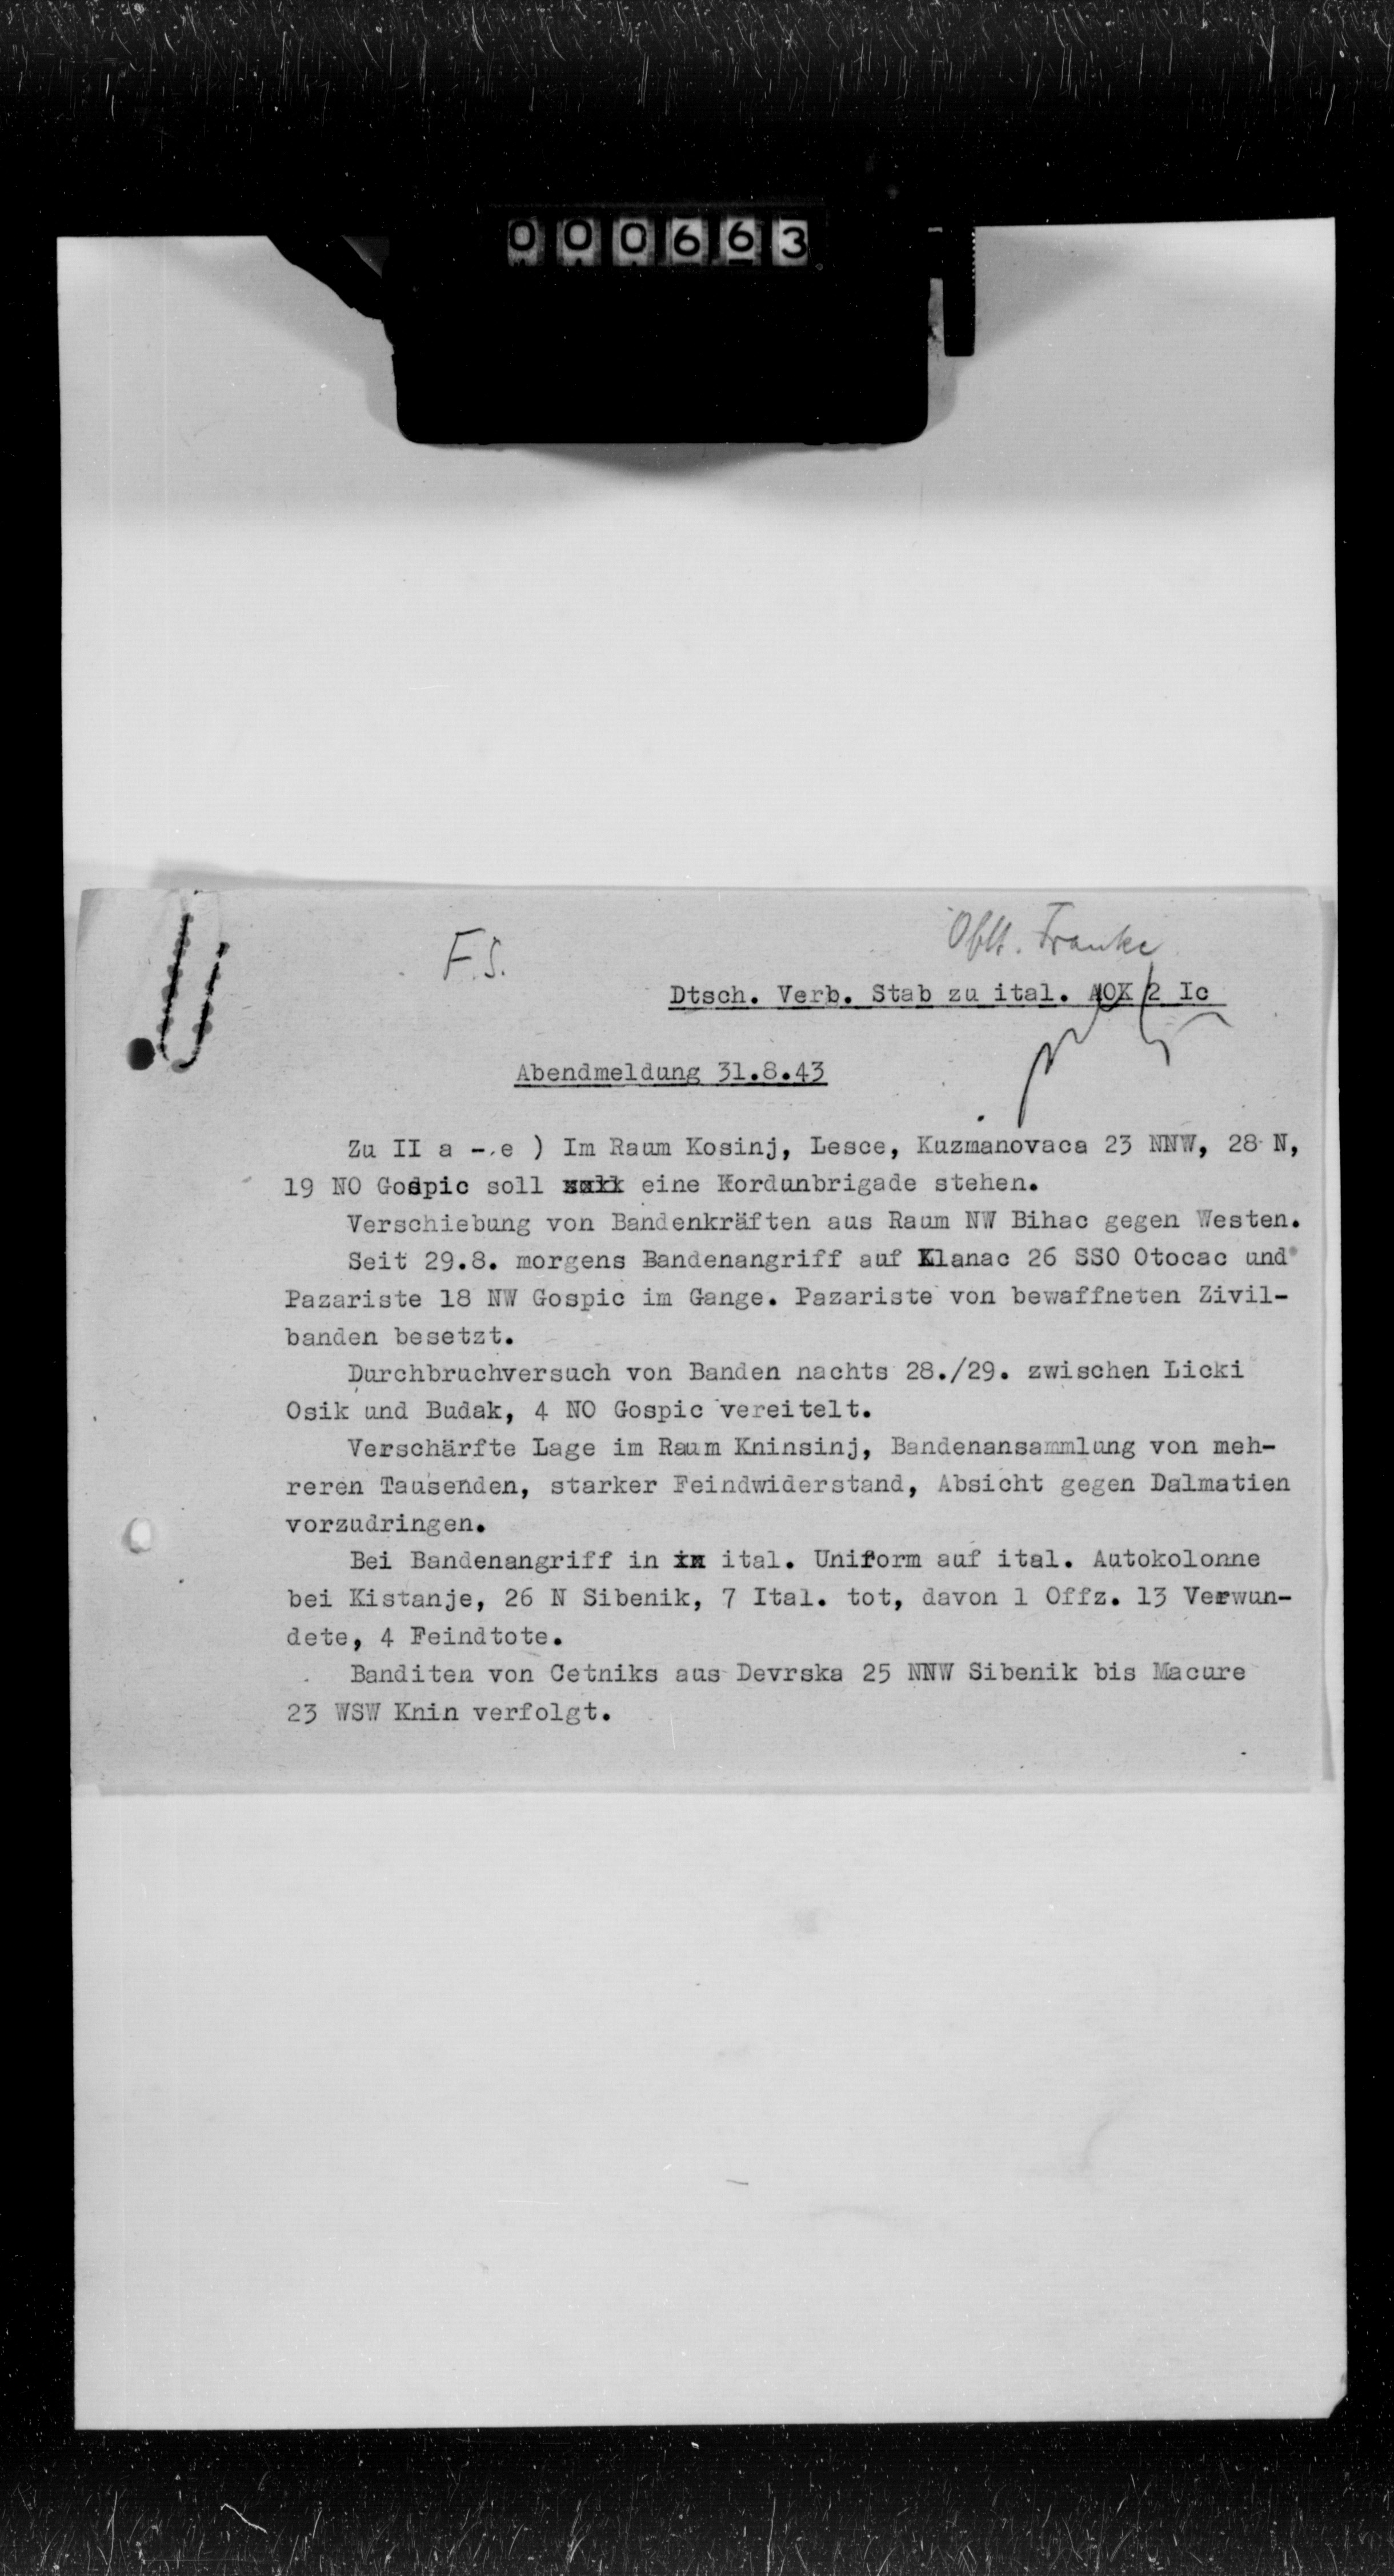 000663
F.S.
Oblt. Franke
Dtsch. Verb. Stab zu ital. AOK 2 Ic
Abendmeldung 31.8.43
Zu II a - e ) Im Raum Kosinj, Lesce, Kuzmanovaca 23 NNW, 28 N,
19 NO Gospic soll eine Kordunbrigade stehen.
Verschiebung von Bandenkräften aus Raum NW Bihac gegen Westen.
Seit 29.8. morgens Bandenangriff auf Klanac 26 SSO Otocac und
Pazariste 18 NW Gospic im Gange. Pazariste von bewaffneten Zivil-
banden besetzt.
Durchbruchversuch von Banden nachts 28./29. zwischen Licki
Osik und Budak, 4 NO Gospic vereitelt.
Verschärfte Lage im Raum Kninsinj, Bandenansammlung von meh-
reren Tausenden, starker Feindwiderstand, Absicht gegen Dalmatien
vorzudringen.
Bei Bandenangriff in ital. Uniform auf ital. Autokolonne
bei Kistanje, 26 N Sibenik, 7 Ital. tot, davon 1 Offz. 13 Verwun-
dete, 4 Feindtote.
Banditen von Cetniks aus Devrska 25 NNW Sibenik bis Macure
23 WSW Knin verfolgt.